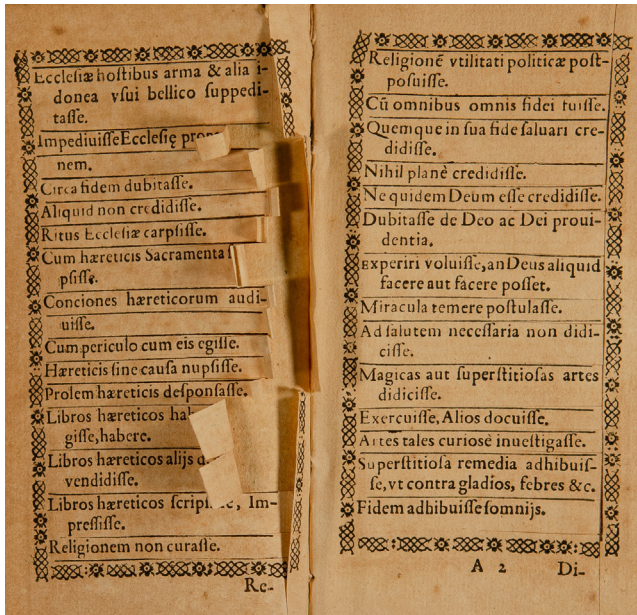 Ecclesiæ hoſtibus arma & alia i-
donea vſui bellico ſuppedi-
taſſe.
Impediuiſſe Eccleſię
nem.
Circa fidem dubitaſſe.
Aliquid non credidiſſe.
Ritus Eccleſiæ carpſiſſe.
Cum hæreticis Sacramenta
pſiſſe.
Conciones hæreticorum audi-
uiſſe.
Cum periculo cum eis egiſſe.
Hæreticis ſine cauſa nupſiſſe.
Prolem hæreticis deſponſaſſe.
Libros hæreticos
giſſe, habere.
Libros hæreticos alijs
vendidiſſe.
Libros hæreticos Im-
preſſiſſe.
Religionem non curaſſe.
Re-
Religionē vtilitati politicæ poſt-
poſuiſſe.
Cū omnibus omnis fidei fuiſſe.
Quemque in ſua fide ſaluari cre-
didiſſe.
Nihil planè credidiſſe.
Ne quidem Deum eſſe credidiſſe.
Dubitaſſe de Deo ac Dei proui-
dentia.
Experiri voluiſſe, an Deus aliquid
facere aut facere poſſet.
Miracula temere poſtulaſſe.
Ad ſalutem neceſſaria non didi-
ciſſe.
Magicas aut ſuperſtitioſas artes
didiciſſe.
Exercuiſſe, Alios docuiſſe.
Artes tales curiosè inueſtigaſſe.
Superſtitioſa remedia adhibuiſ-
ſe, vt contra gladios, febres &c.
Fidem adhibuiſſe ſomnijs.
A 2 Di-